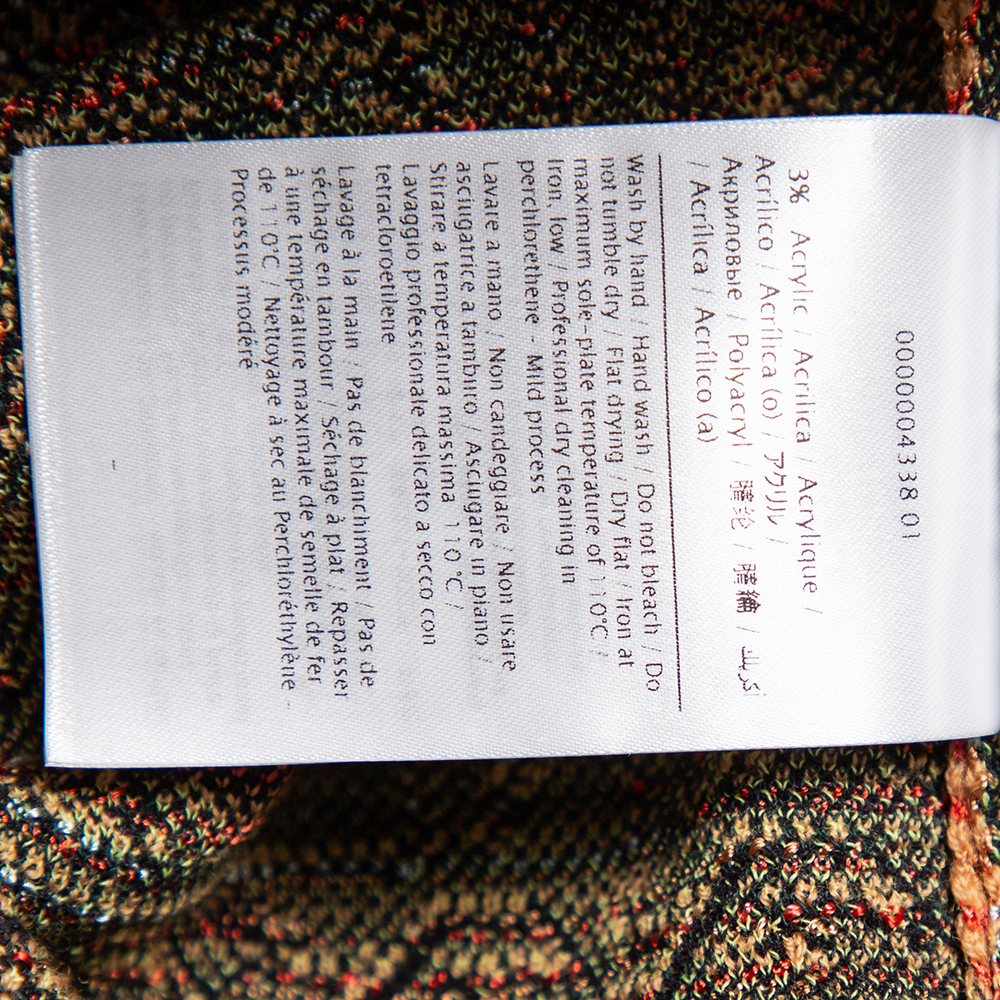 000004338 01
3% Acrylic / Acrilica / Acrylique /
Acrílico / Acrílica (o) / アクリル /
Акриловые / Polyacryl / 腈纶 / 腈綸 / أكريلك
/ Acrílica / Acrílico (a)
Wash by hand / Hand wash / Do not bleach / Do
not tumble dry / Flat drying / Dry flat / Iron at
maximum sole-plate temperature of 110°C /
Iron, low / Professional dry cleaning in
perchlorethene - Mild process
Lavare a mano / Non candeggiare / Non usare
asciugatrice a tamburo / Asciugare in piano /
Stirare a temperatura massima 110 °C /
Lavaggio professionale delicato a secco con
tetracloroetilene
Lavage à la main / Pas de blanchiment / Pas de
séchage en tambour / Séchage à plat / Repasser
à une température maximale de semelle de fer
de 110°C / Nettoyage à sec au Perchloréthylène -
Processus modéré